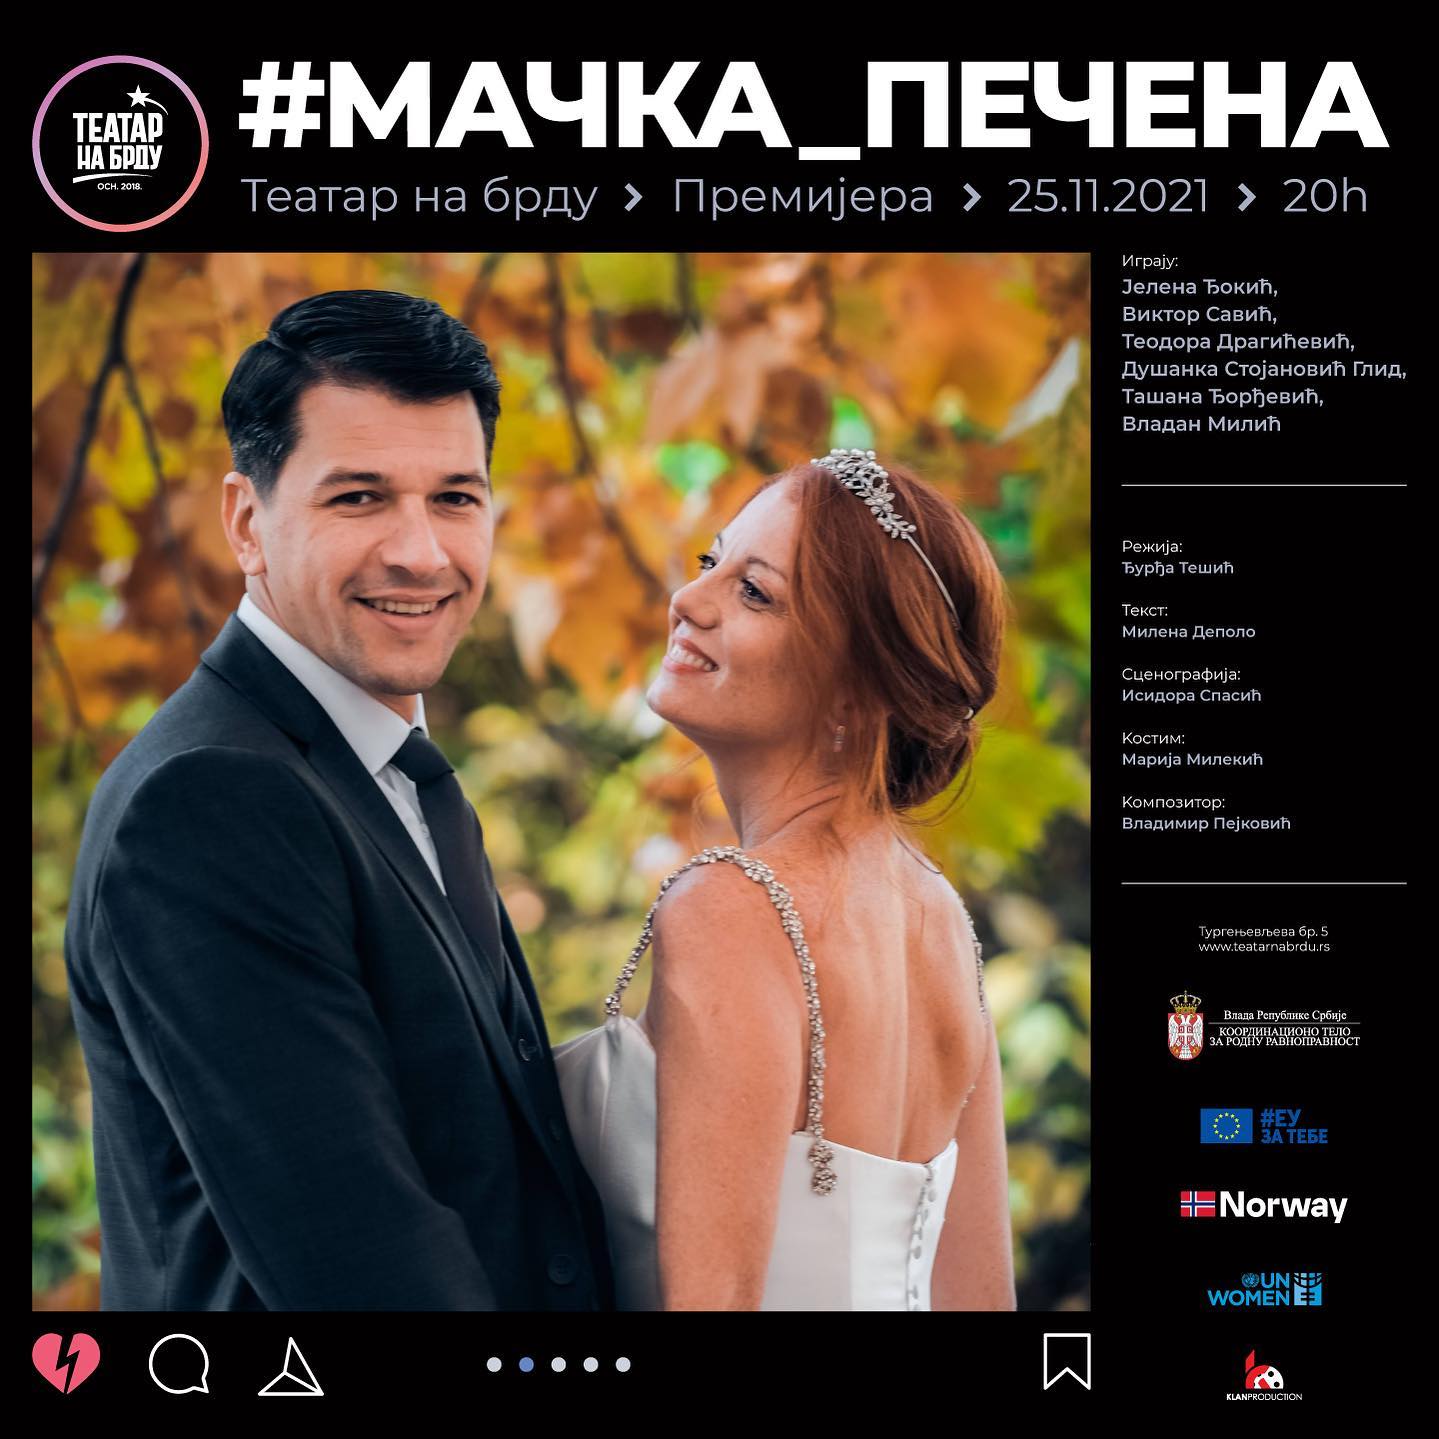 ТЕАТАР
НА БРДУ
ОСН. 2018.
#МАЧКА_ПЕЧЕНА
Театар на брду > Премијера > 25.11.2021 > 20h
Играју:
Јелена Ђокић,
Виктор Савић,
Теодора Драгићевић,
Душанка Стојановић Глид,
Ташана Ђорђевић,
Владан Милић
Режија:
Ђурђа Тешић
Текст:
Милена Деполо
Сценографија:
Исидора Спасић
Костим:
Марија Милекић
Композитор:
Владимир Пејковић
Тургењевљева бр. 5
www.teatarnabrdu.rs
Влада Републике Србије
КООРДИНАЦИОНО ТЕЛО
ЗА РОДНУ РАВНОПРАВНОСТ
#ЕУ
ЗА ТЕБЕ
Norway
UN
WOMEN
KLANPRODUCTION